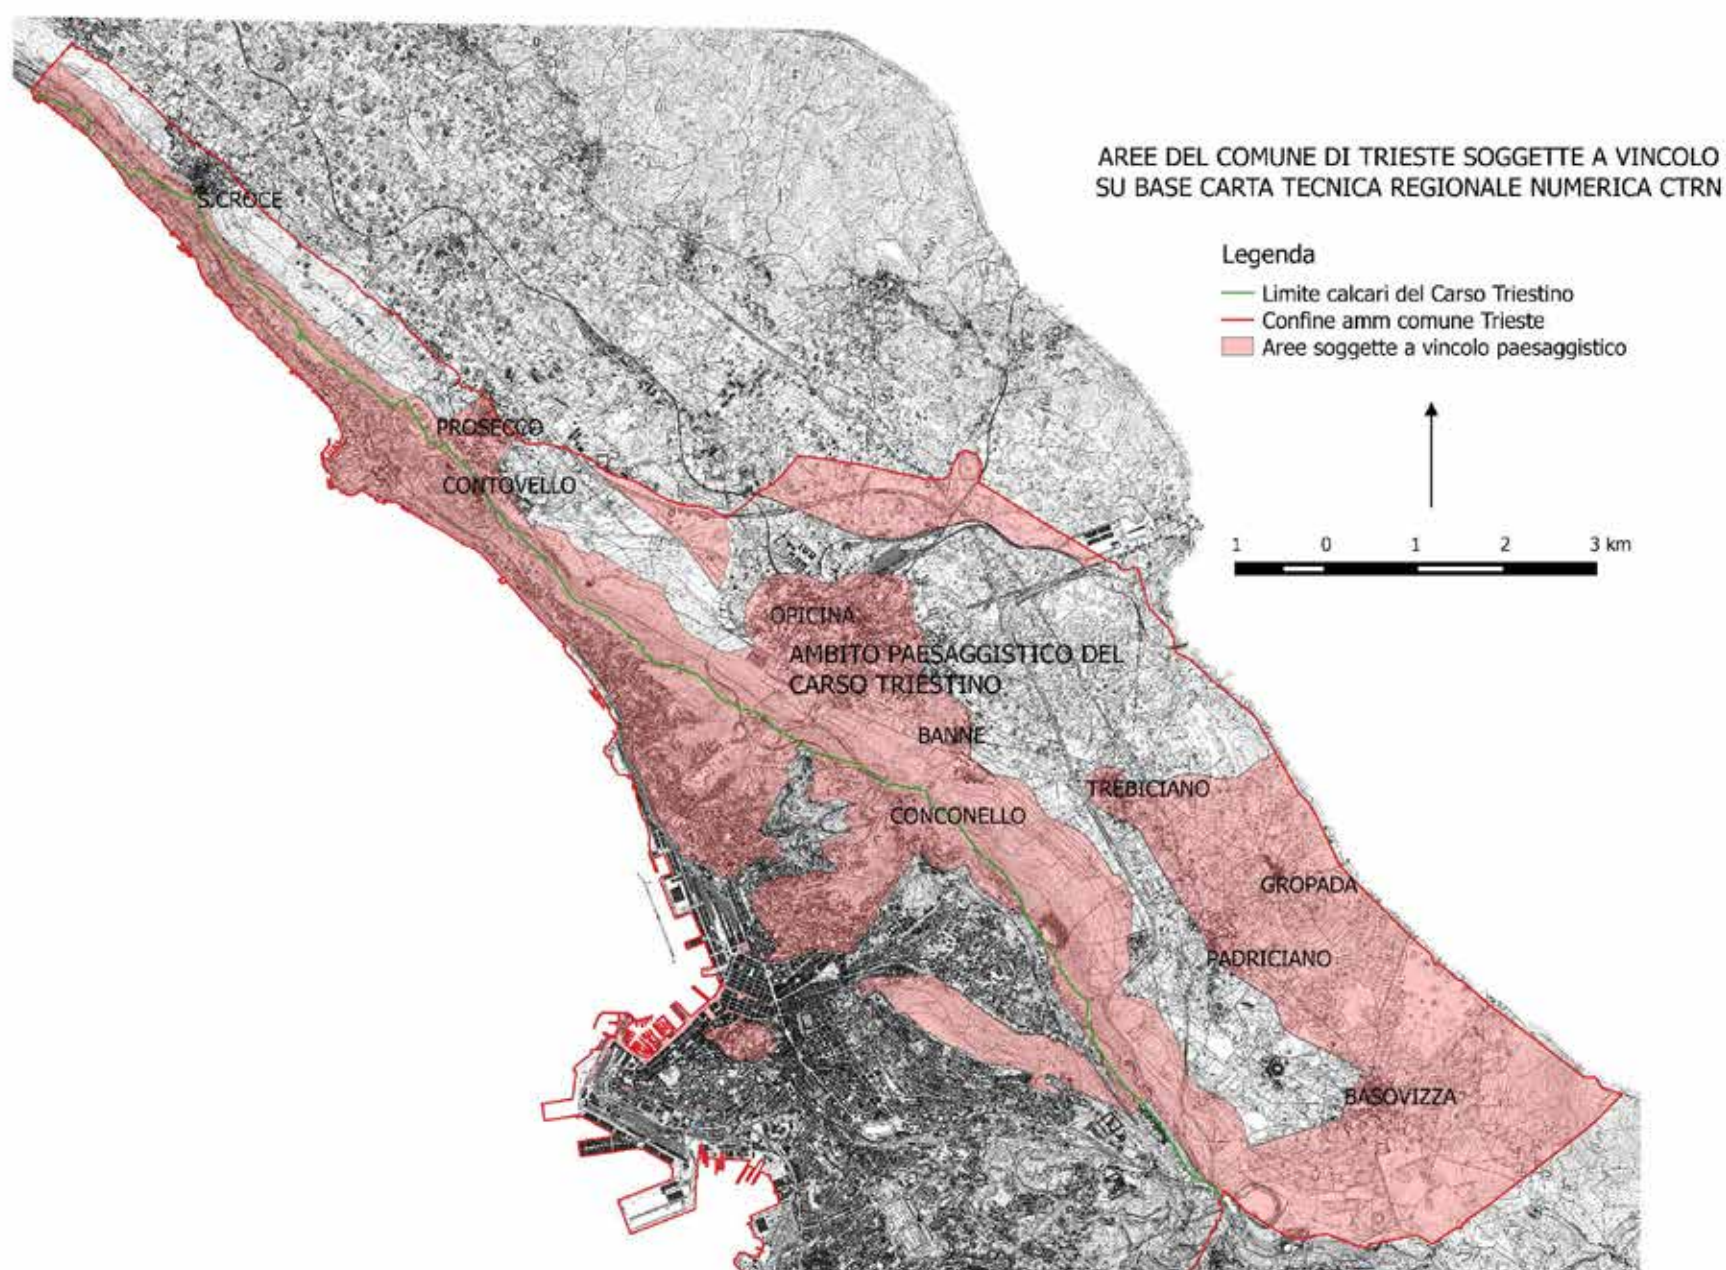 AREE DEL COMUNE DI TRIESTE SOGGETTE A VINCOLO
SU BASE CARTA TECNICA REGIONALE NUMERICA CTRN
Legenda
Limite calcari del Carso Triestino
Confine amm comune Trieste
Aree soggette a vincolo paesaggistico
1 0 1 2 3 km
S.CROCE
PROSECCO
CONTOVELLO
OPICINA
AMBITO PAESAGGISTICO DEL
CARSO TRIESTINO
BANNE
TREBICIANO
CONCONELLO
GROPADA
PADRICIANO
BASOVIZZA